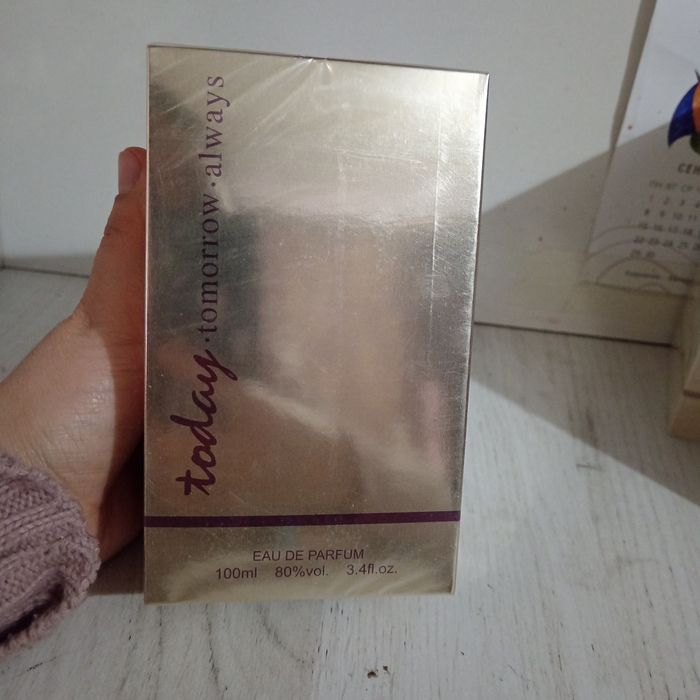 today·tomorrow·always
EAU DE PARFUM
100ml 80%vol. 3.4fl.oz.